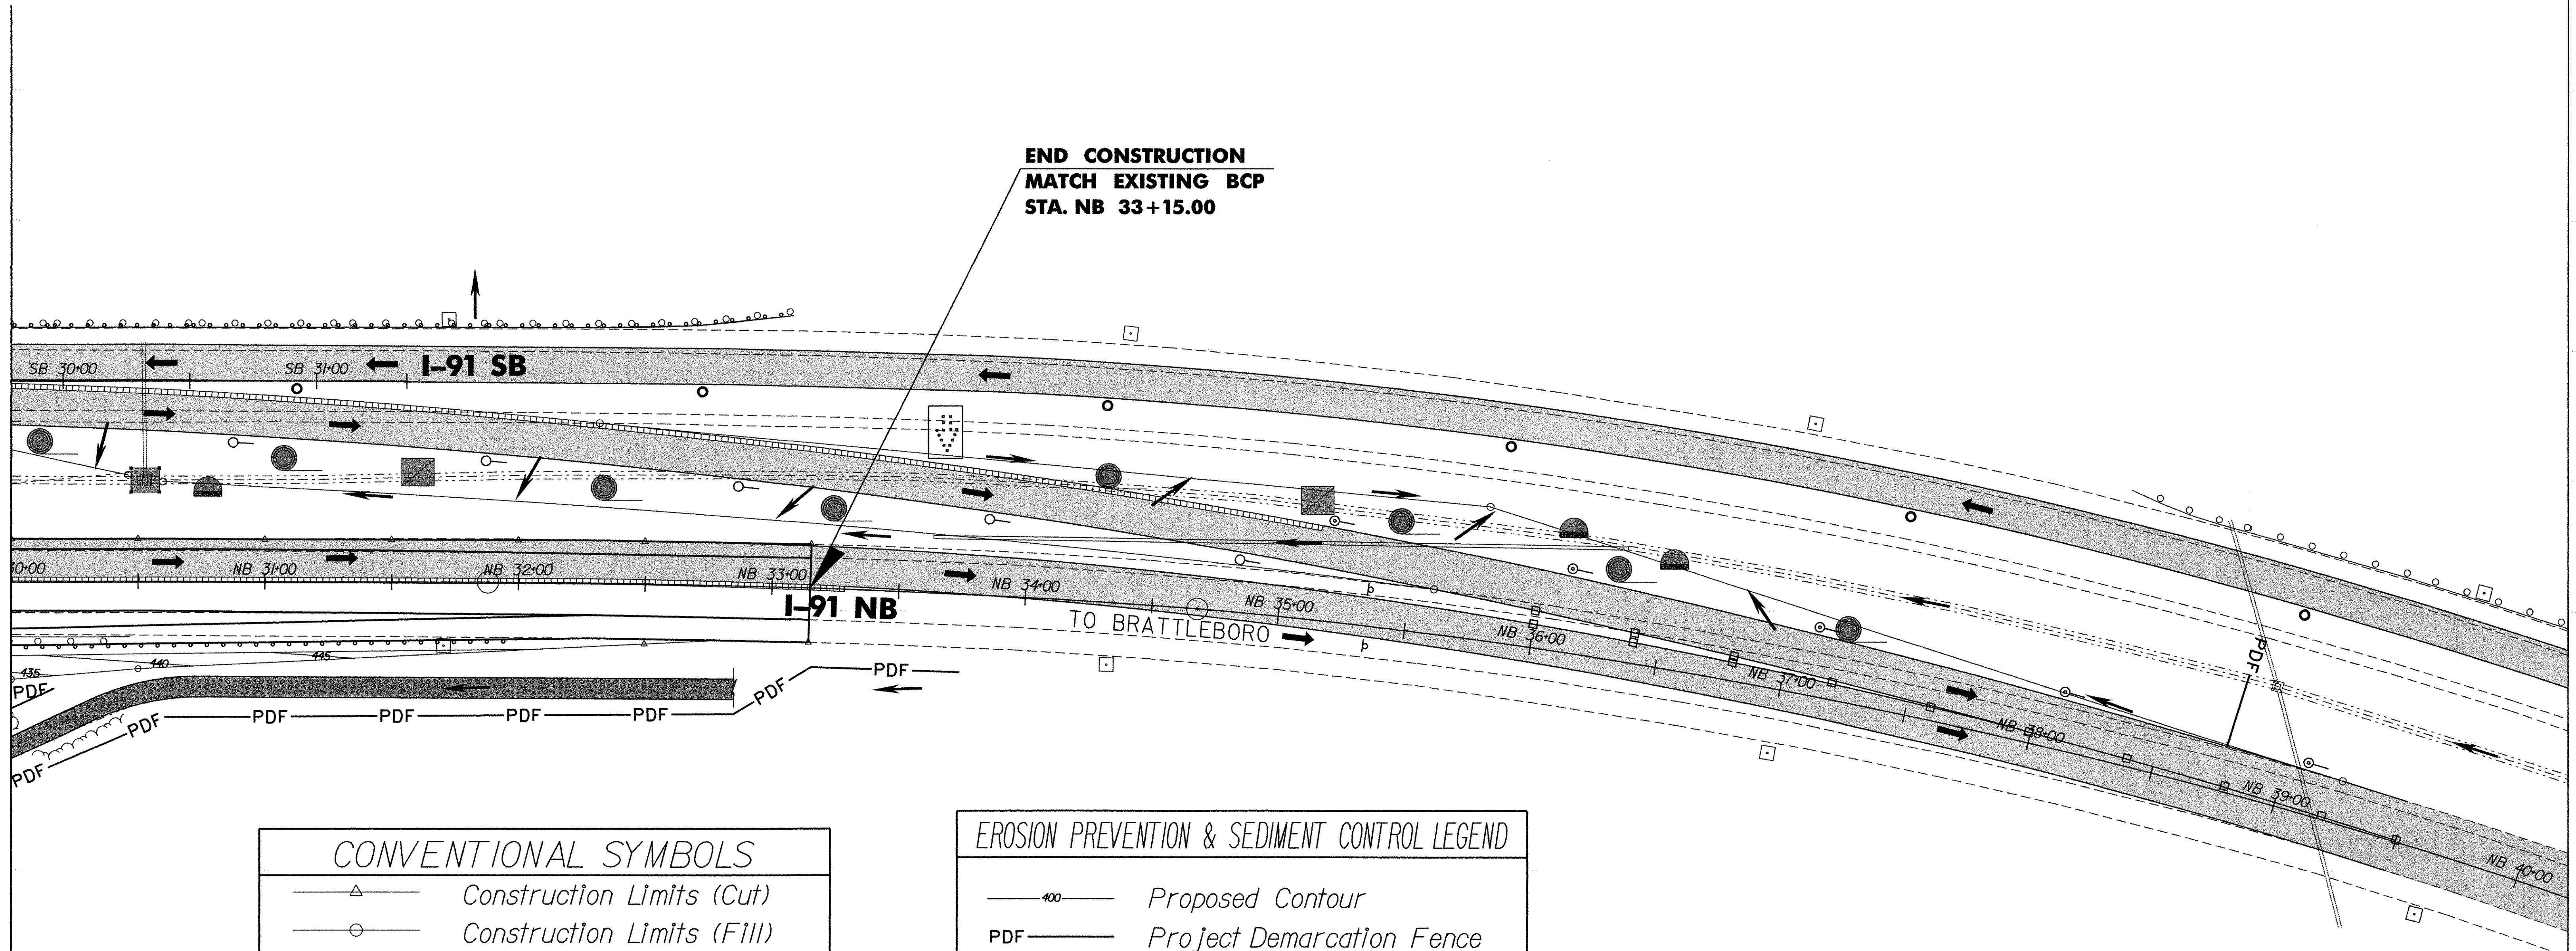 END CONSTRUCTION
MATCH EXISTING BCP
STA. NB 33+15.00
SB 30+00
SB 31+00
I-91 SB
30+00
NB 31+00
NB 32+00
NB 33+00
NB 34+00
NB 35+00
NB 36+00
NB 37+00
NB 38+00
NB 39+00
NB 40+00
I-91 NB
TO BRATTLEBORO
435
440
445
PDF
PDF
PDF
PDF
PDF
PDF
PDF
PDF
PDF
PDF
CONVENTIONAL SYMBOLS
Construction Limits (Cut)
Construction Limits (Fill)
EROSION PREVENTION & SEDIMENT CONTROL LEGEND
400 Proposed Contour
PDF Project Demarcation Fence